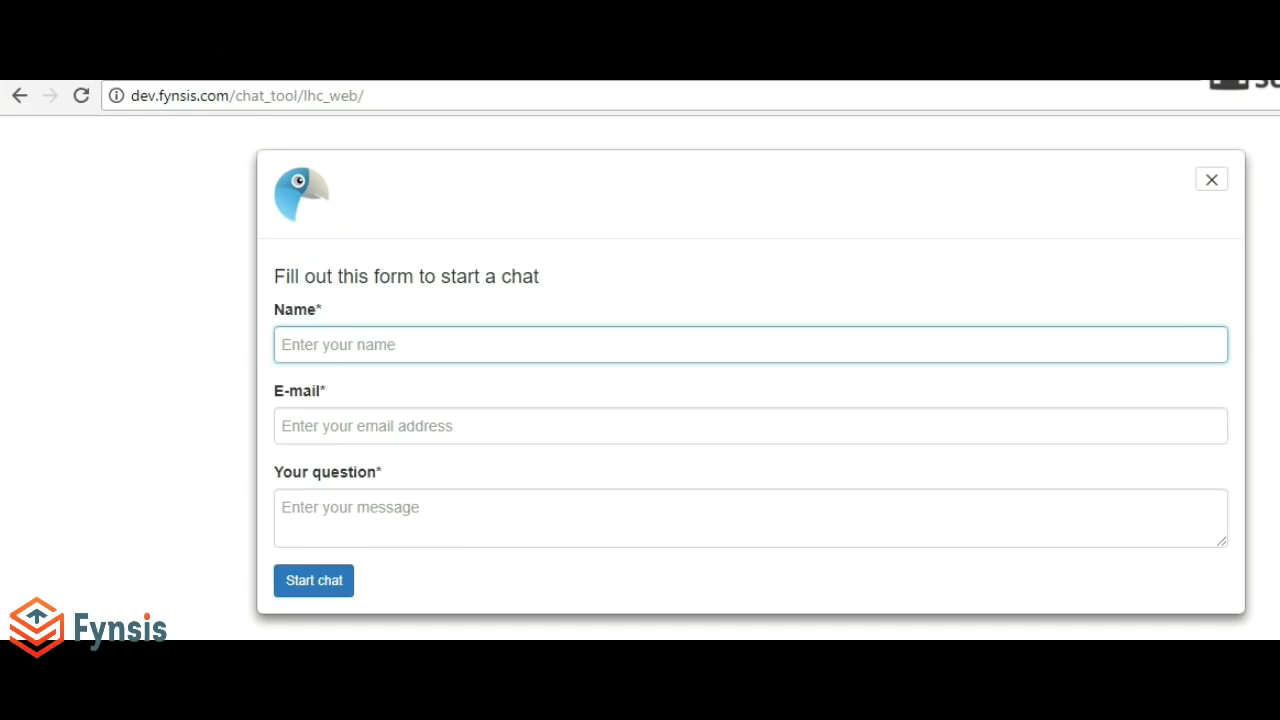 dev.fynsis.com/chat_tool/lhc_web/
Fill out this form to start a chat
Name*
Enter your name
E-mail*
Enter your email address
Your question*
Enter your message
Start chat
Fynsis